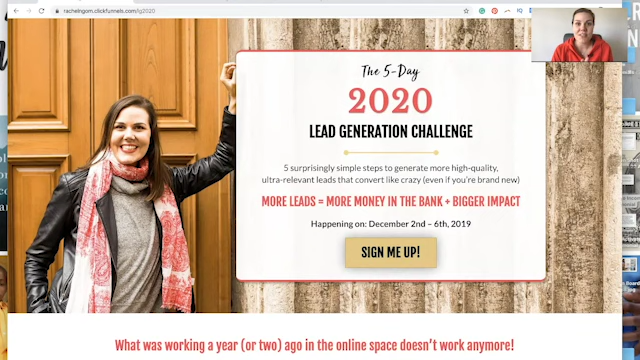 rachelngom.clickfunnels.com/lg2020
The 5-Day
2020
LEAD GENERATION CHALLENGE
5 surprisingly simple steps to generate more high-quality,
ultra-relevant leads that convert like crazy (even if you're brand new)
MORE LEADS = MORE MONEY IN THE BANK + BIGGER IMPACT
Happening on: December 2nd – 6th, 2019
SIGN ME UP!
What was working a year (or two) ago in the online space doesn't work anymore!